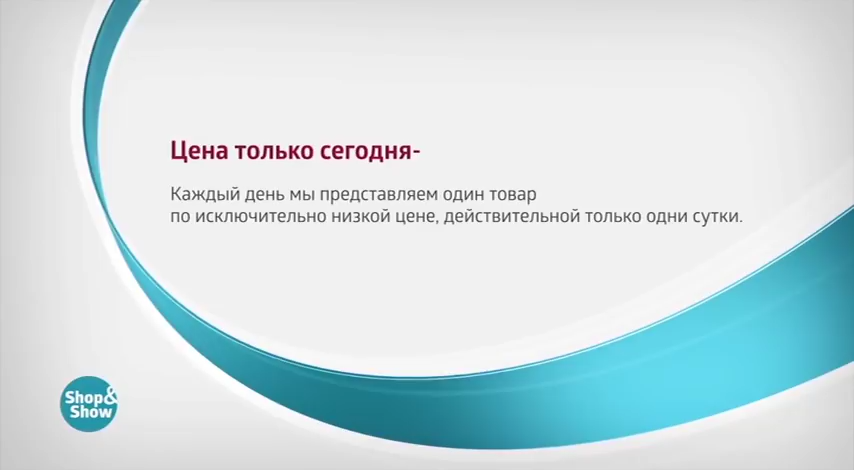 Цена только сегодня-
Каждый день мы представляем один товар
по исключительно низкой цене, действительной только одни сутки.
Shop&
Show